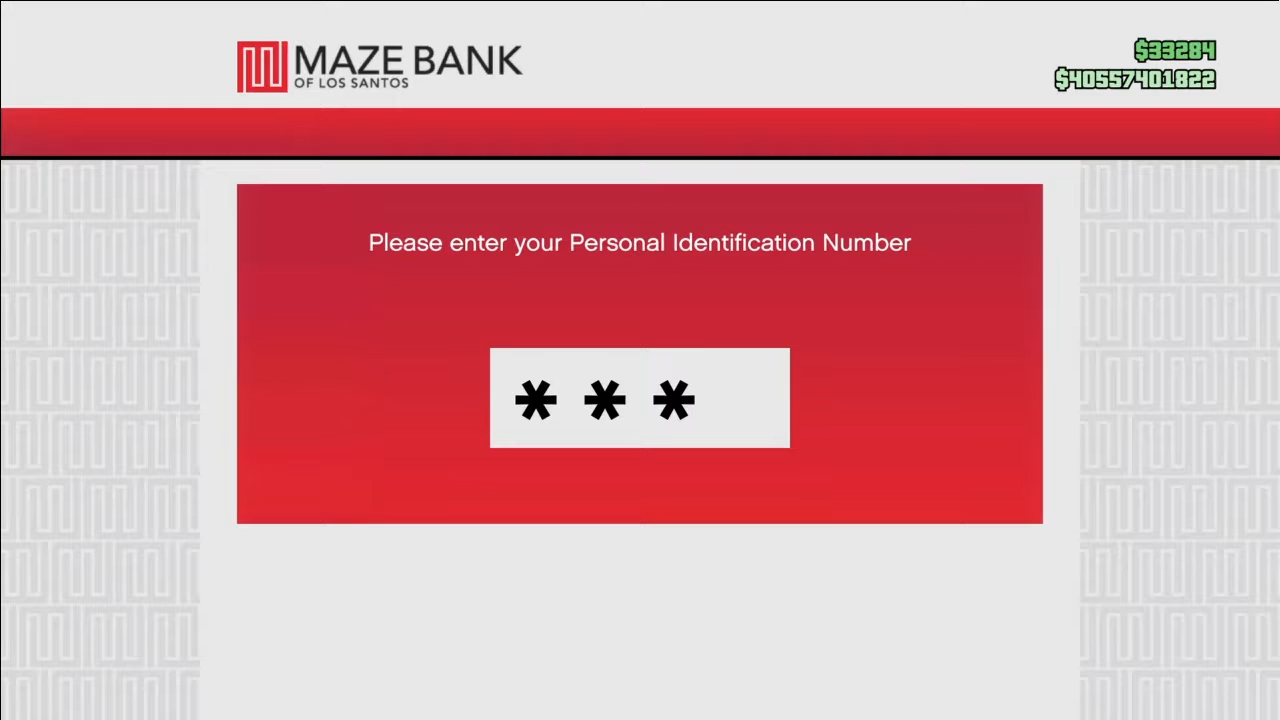 MAZE BANK
OF LOS SANTOS
$33284
$40557401822
Please enter your Personal Identification Number
* * *